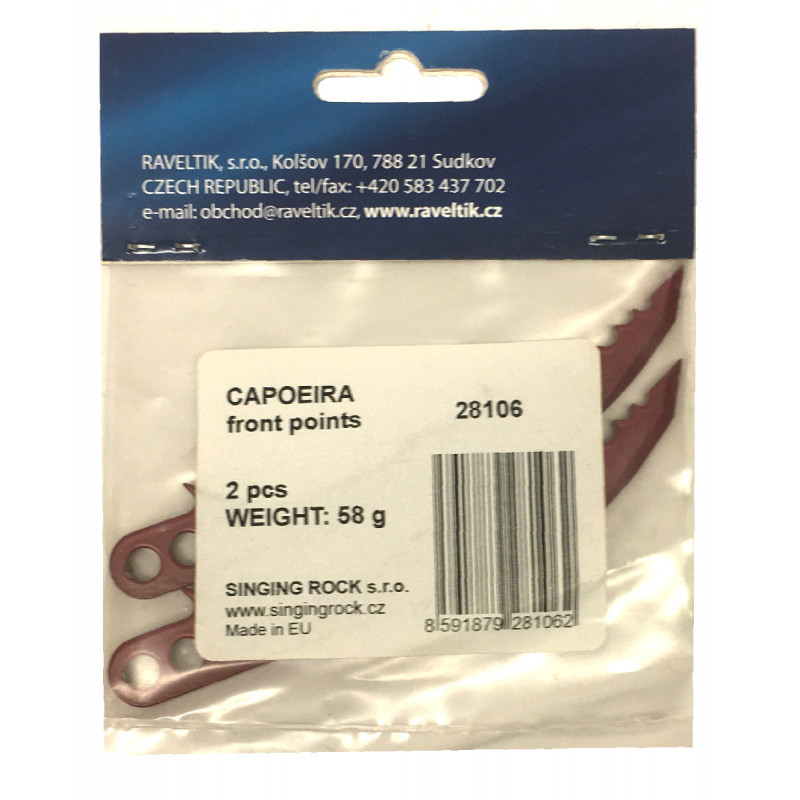 RAVELTIK, s.r.o., Kolšov 170, 788 21 Sudkov
CZECH REPUBLIC, tel/fax: +420 583 437 702
e-mail: obchod@raveltik.cz, www.raveltik.cz
CAPOEIRA
front points
28106
2 pcs
WEIGHT: 58 g
SINGING ROCK s.r.o.
www.singingrock.cz
Made in EU
8 591879 281062